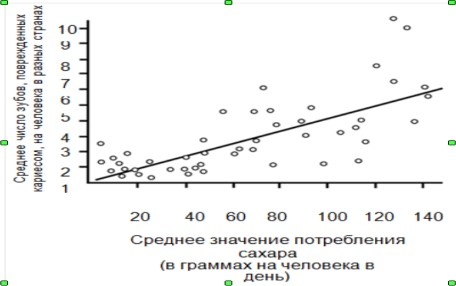 Среднее число зубов, поврежденных
кариесом, на человека в разных странах
10
9
8
7
6
5
4
3
2
1
20 40 60 80 100 120 140
Среднее значение потребления
сахара
(в граммах на человека в
день)